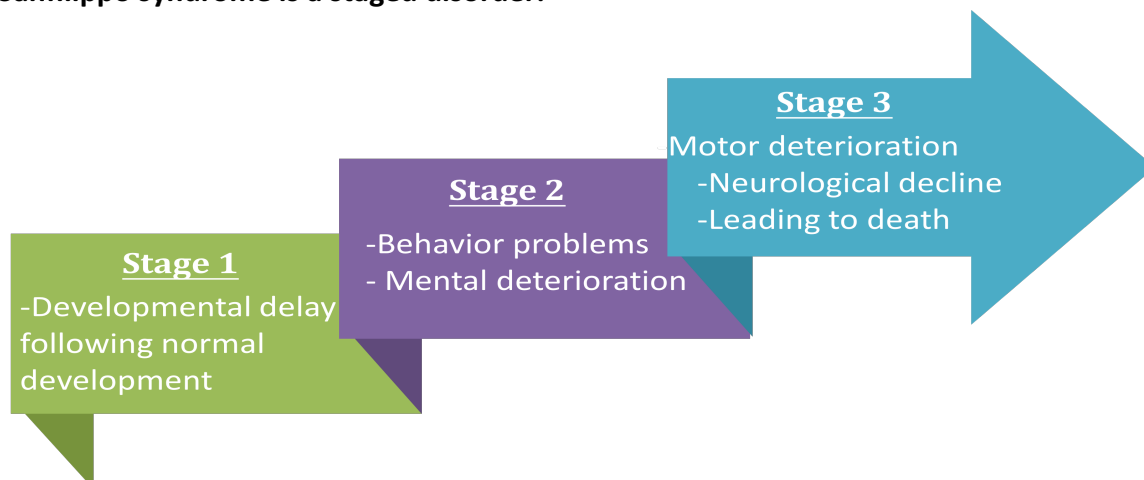 Sanfilippo syndrome is a staged disorder:
Stage 1
-Developmental delay
following normal
development
Stage 2
-Behavior problems
- Mental deterioration
Stage 3
-Motor deterioration
-Neurological decline
-Leading to death